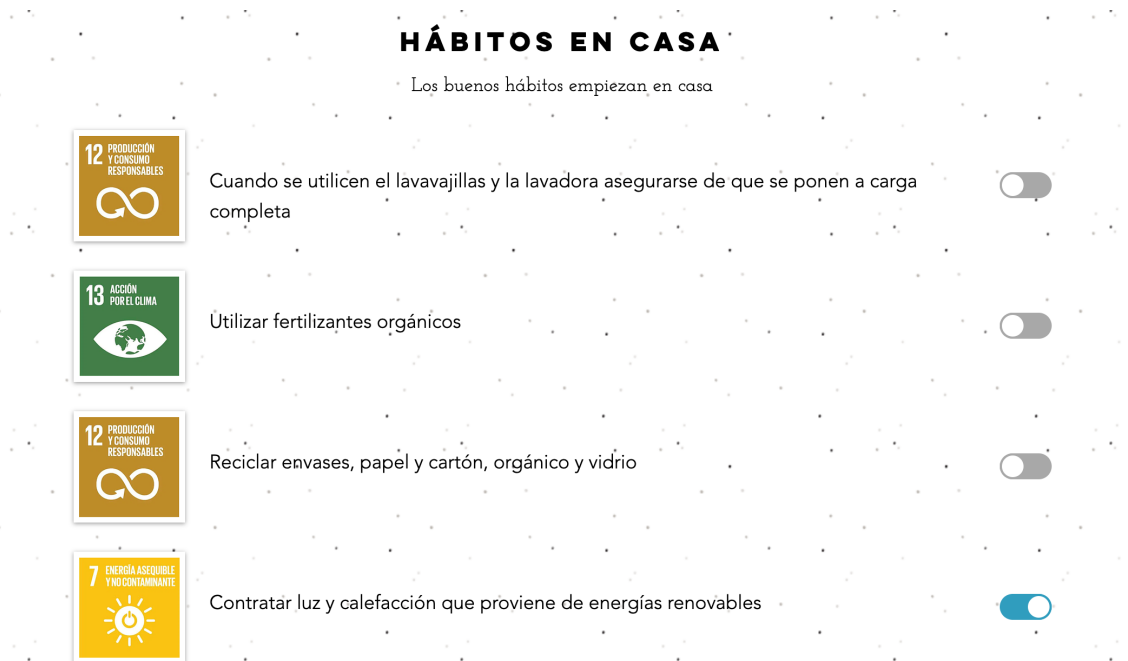 HÁBITOS EN CASA
Los buenos hábitos empiezan en casa
12 PRODUCCIÓN
Y CONSUMO
RESPONSABLES
Cuando se utilicen el lavavajillas y la lavadora asegurarse de que se ponen a carga
completa
13 ACCIÓN
POR EL CLIMA
Utilizar fertilizantes orgánicos
12 PRODUCCIÓN
Y CONSUMO
RESPONSABLES
Reciclar envases, papel y cartón, orgánico y vidrio
7 ENERGÍA ASEQUIBLE
Y NO CONTAMINANTE
Contratar luz y calefacción que proviene de energías renovables